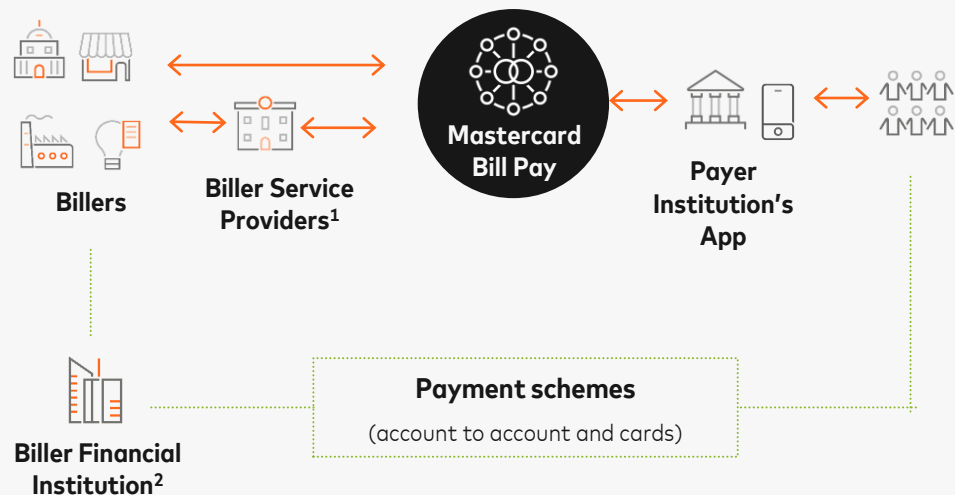 Mastercard
Bill Pay
Billers
Biller Service
Providers1
Payer
Institution's
App
Payment schemes
(account to account and cards)
Biller Financial
Institution2